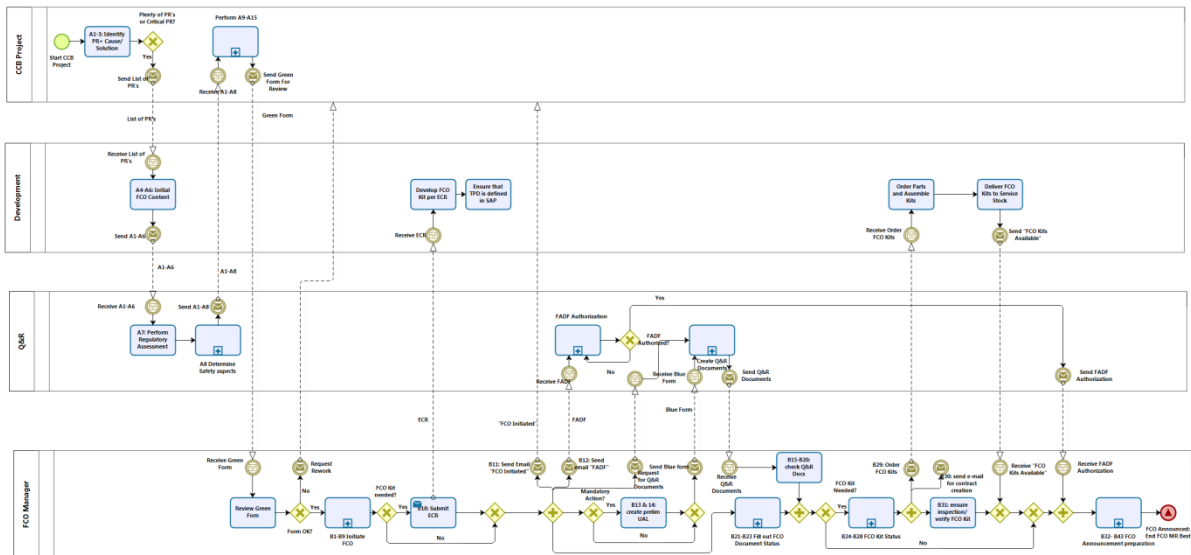 CCB Project
Plenty of PR's
or Critical PR?
A1-3: Identify
PR+ Cause/
Solution
Start CCB
Project
Yes
Send List of
PR's
List of PR's
Perform A9-A15
Receive A1-A8
Send Green
Form For
Review
Green Form
Development
Receive List of
PR's
A4-A6: Initial
FCO Content
Send A1-A6
A1-A6
A1-A8
Develop FCO
Kit per ECR
Ensure that
TPD is defined
in SAP
Receive ECR
Order Parts
and Assemble
Kits
Deliver FCO
Kits to Service
Stock
Receive Order
FCO Kits
Send "FCO Kits
Available"
Q&R
Receive A1-A6
Send A1-A8
A7: Perform
Regulatory
Assessment
A8 Determine
Safety aspects
FADF Authorization
FADF
Authorized?
Yes
No
Receive FADF
Receive Blue
Form
Create Q&R
Documents
Send Q&R
Documents
Send FADF
Authorization
ECR
"FCO Initiated"
FADF
Blue Form
FCO Manager
Receive Green
Form
Request
Rework
No
Review Green
Form
Form OK?
Yes
B1-B9 Initiate
FCO
FCO Kit
needed?
Yes
B10: Submit
ECR
No
B11: Send Email
"FCO Initiated"
B12: Send
email "FADF"
Request
for Q&R
Documents
Send Blue form
Mandatory
Action?
Yes
B13 & 14:
create prelim
UAL
No
Receive
Q&R Documents
B15-B20:
check Q&R
Docs
B21-B23 Fill out FCO
Document Status
FCO Kit
Needed?
Yes
B24-B28 FCO Kit Status
No
B29: Order
FCO Kits
B30: send e-mail
for contract
creation
B31: ensure
inspection/
verify FCO Kit
Receive "FCO
Kits Available"
Receive FADF
Authorization
B32- B43 FCO
Announcement preparation
FCO Announced:
End FCO MR Best